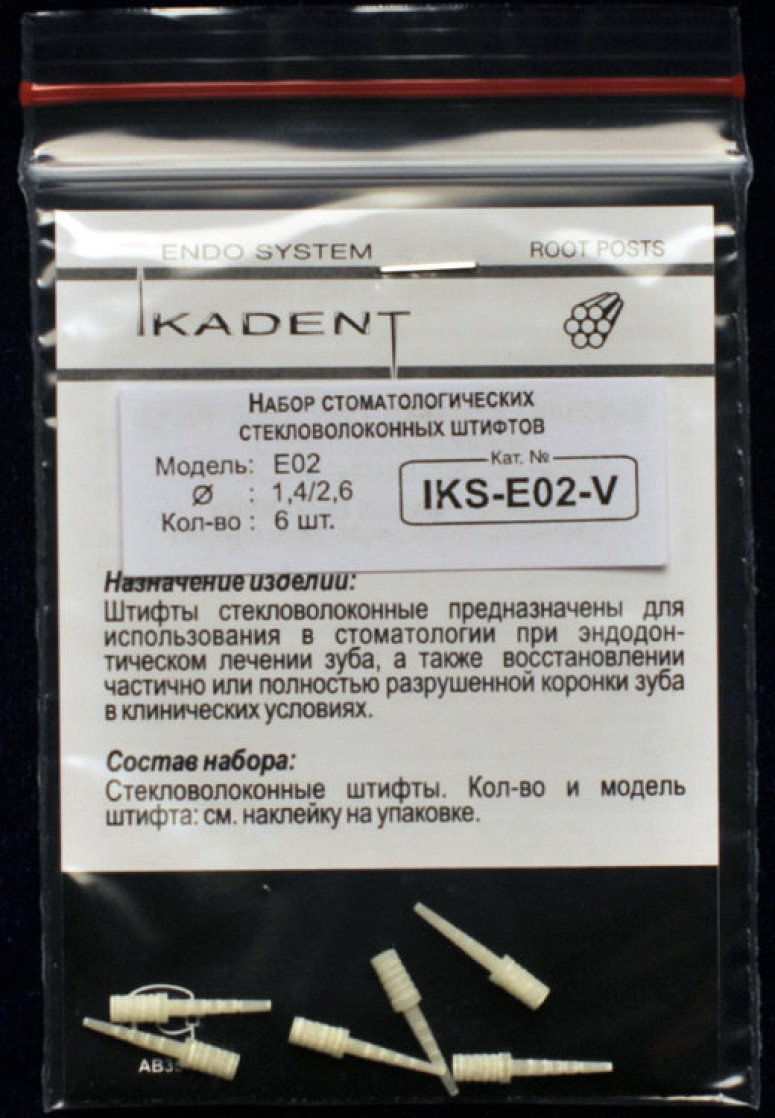 ENDO SYSTEM ROOT POSTS
IKADENT
НАБОР СТОМАТОЛОГИЧЕСКИХ
СТЕКЛОВОЛОКОННЫХ ШТИФТОВ
Модель: E02
Ø : 1,4/2,6
Кол-во : 6 шт.
Кат. №
IKS-E02-V
Назначение изделий:
Штифты стекловолоконные предназначены для
использования в стоматологии при эндодон-
тическом лечении зуба, а также восстановлении
частично или полностью разрушенной коронки зуба
в клинических условиях.
Состав набора:
Стекловолоконные штифты. Кол-во и модель
штифта: см. наклейку на упаковке.